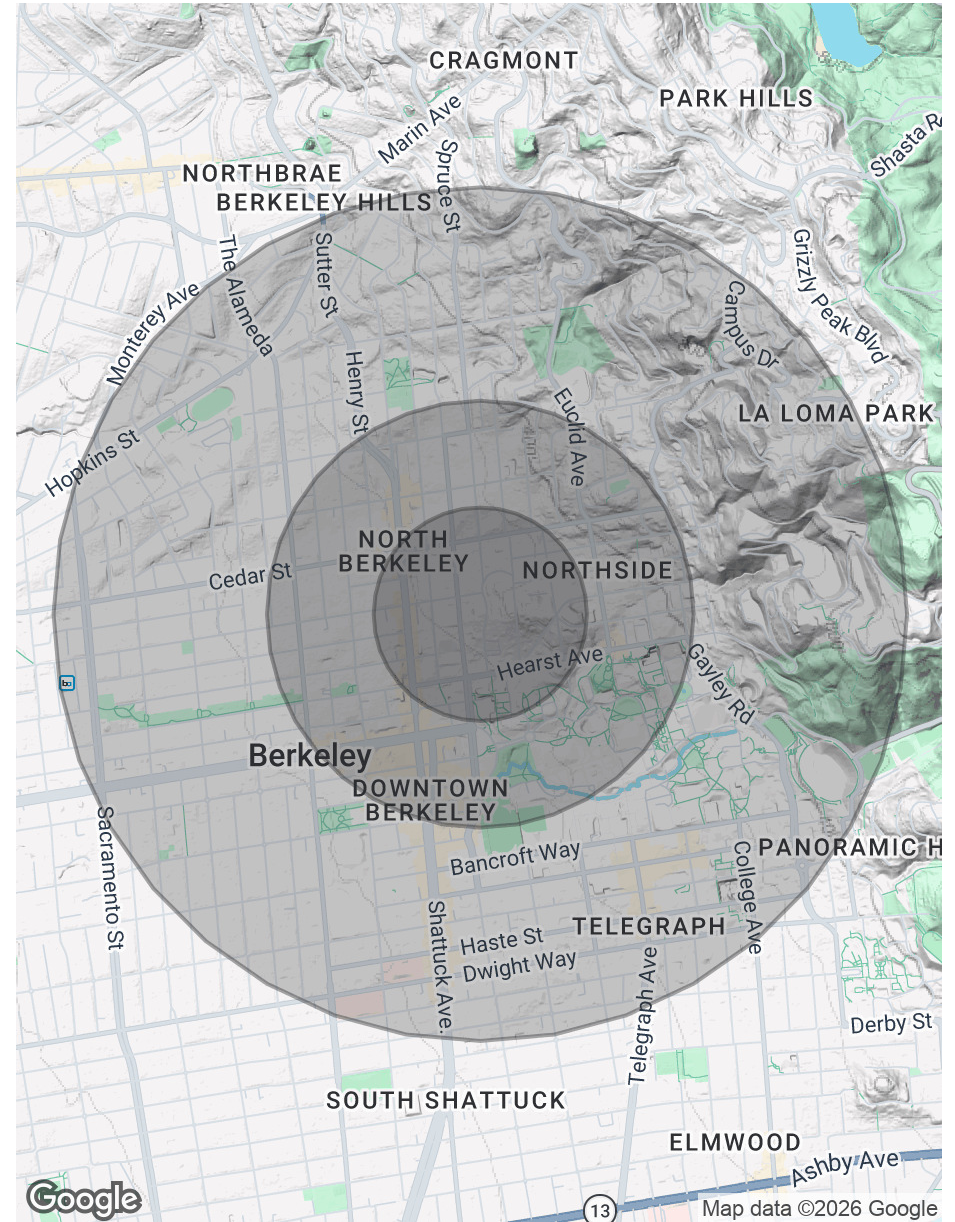 CRAGMONT
PARK HILLS
Marin Ave
Shasta R
Spruce St
NORTHBRAE
BERKELEY HILLS
The Alameda
Sutter St
Grizzly Peak Blvd
Monterey Ave
Campus Dr
Henry St
Euclid Ave
LA LOMA PARK
Hopkins St
NORTH
BERKELEY
NORTHSIDE
Cedar St
Hearst Ave
Gayley Rd
Berkeley
DOWNTOWN
BERKELEY
Sacramento St
Bancroft Way
College Ave
PANORAMIC H
Shattuck Ave.
TELEGRAPH
Haste St
Dwight Way
Telegraph Ave
Derby St
SOUTH SHATTUCK
ELMWOOD
Ashby Ave
Google
13
Map data ©2026 Google